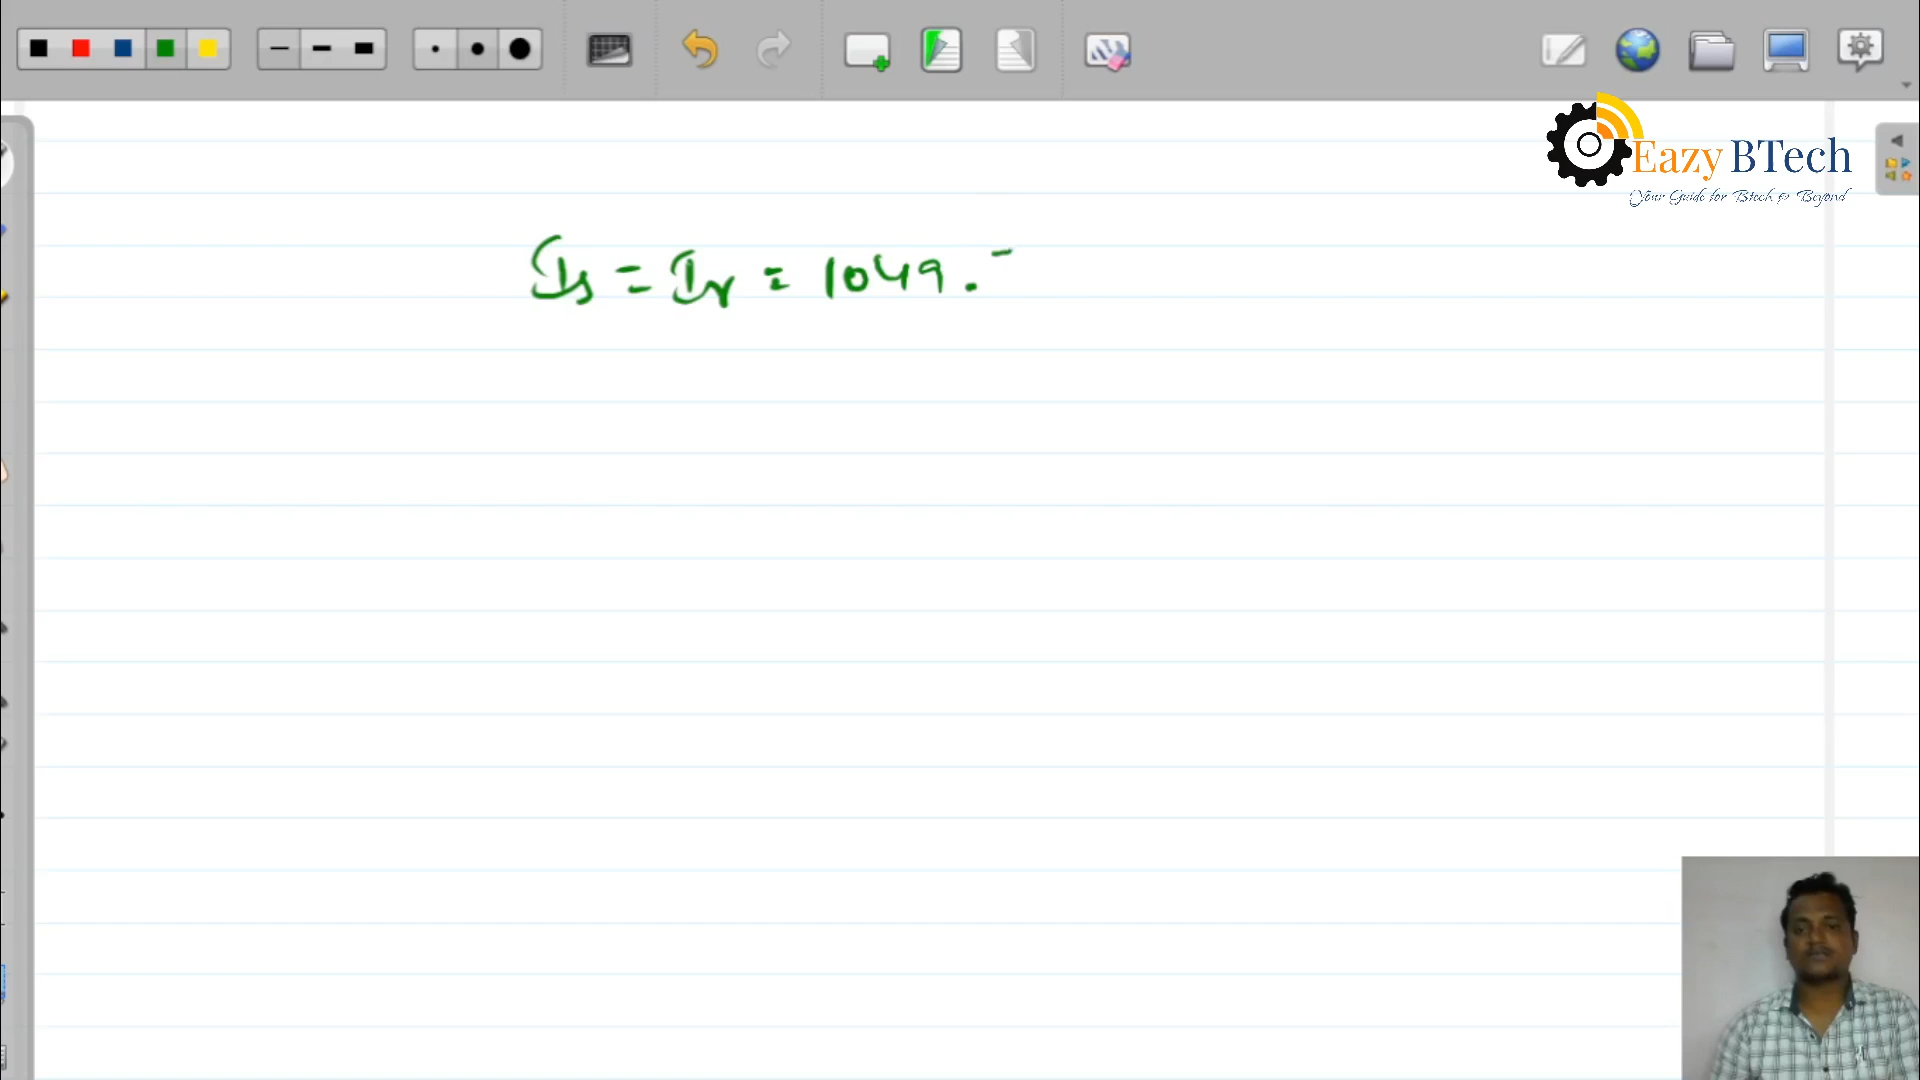 Eazy BTech
Your Guide for Btech & Beyond
Is = Ir = 1049.